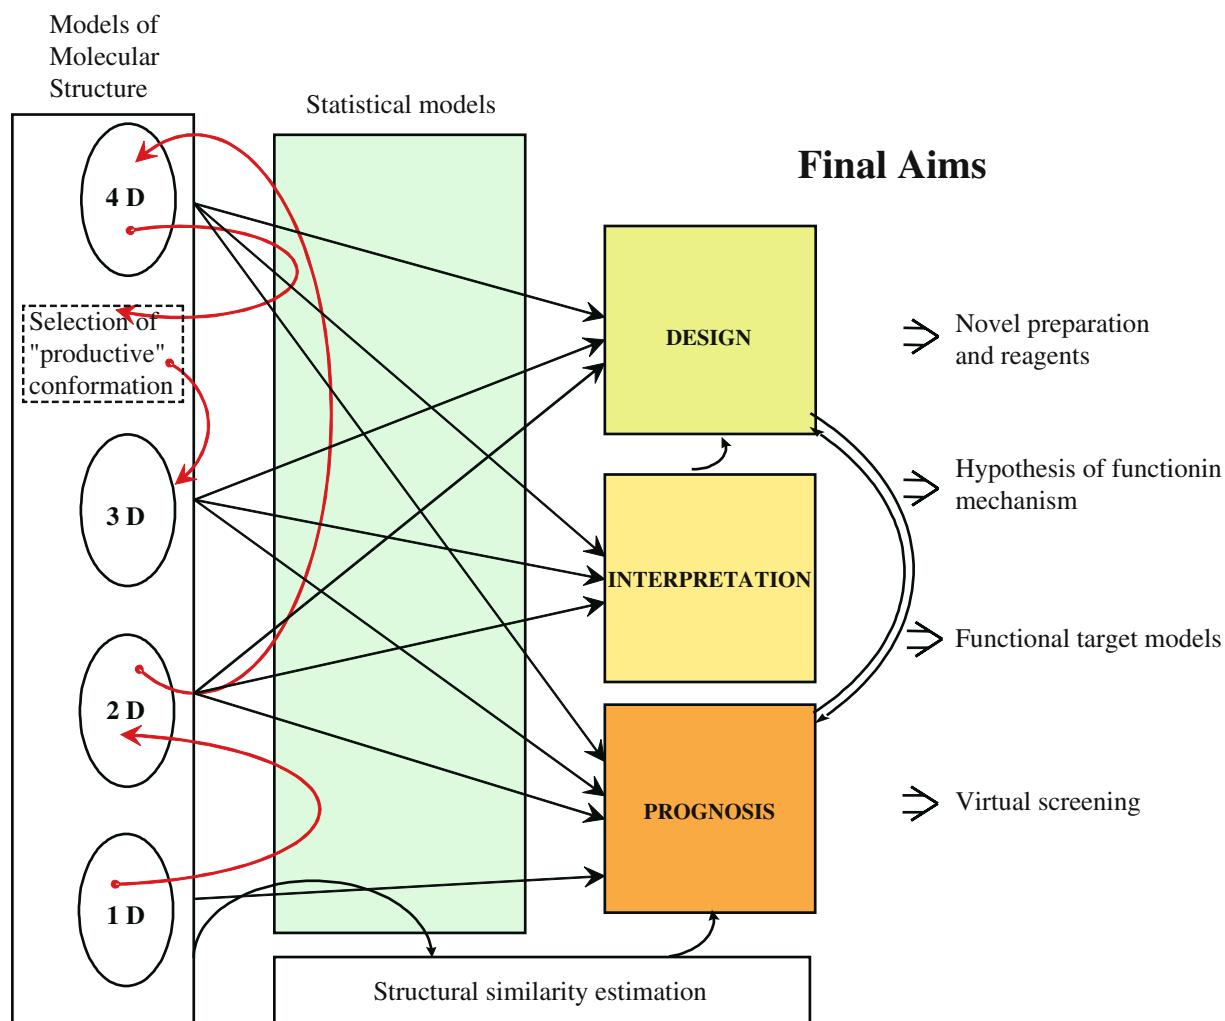 Models of
Molecular
Structure
Statistical models
Final Aims
4 D
Selection of
"productive"
conformation
3 D
2 D
1 D
DESIGN
INTERPRETATION
PROGNOSIS
Novel preparation
and reagents
Hypothesis of functionin
mechanism
Functional target models
Virtual screening
Structural similarity estimation